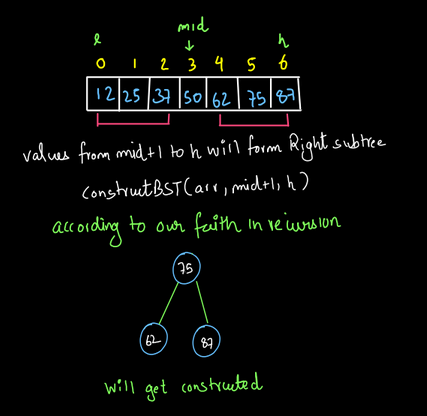 mid
l h
0 1 2 3 4 5 6
12 25 37 50 62 75 87
values from mid+1 to h will form Right subtree
constructBST(arr, mid+1, h)
according to our faith in recursion
75
62 87
will get constructed